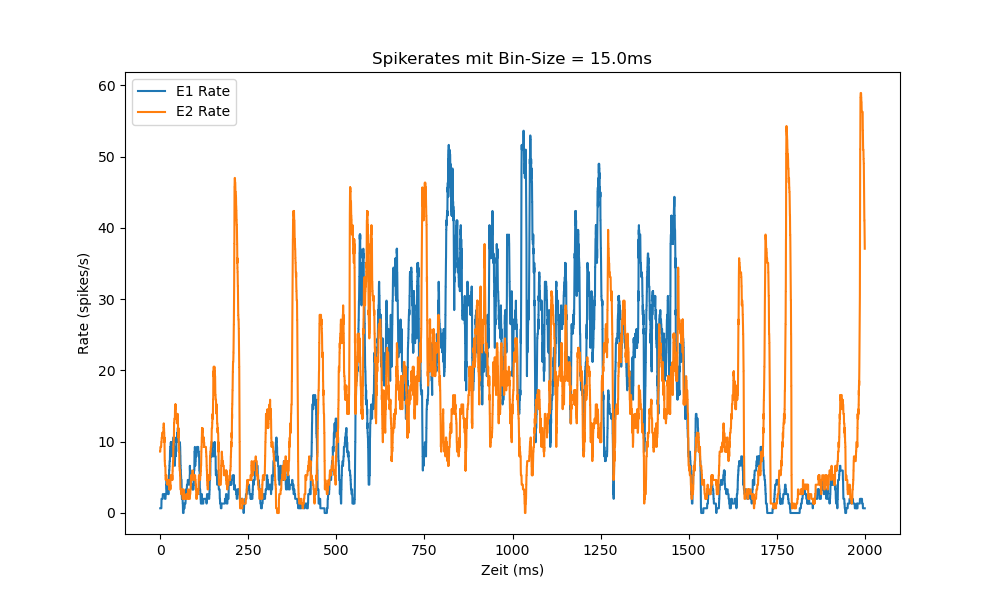 Spikerates mit Bin-Size = 15.0ms
E1 Rate
E2 Rate
60
50
40
30
20
10
0
Rate (spikes/s)
0 250 500 750 1000 1250 1500 1750 2000
Zeit (ms)